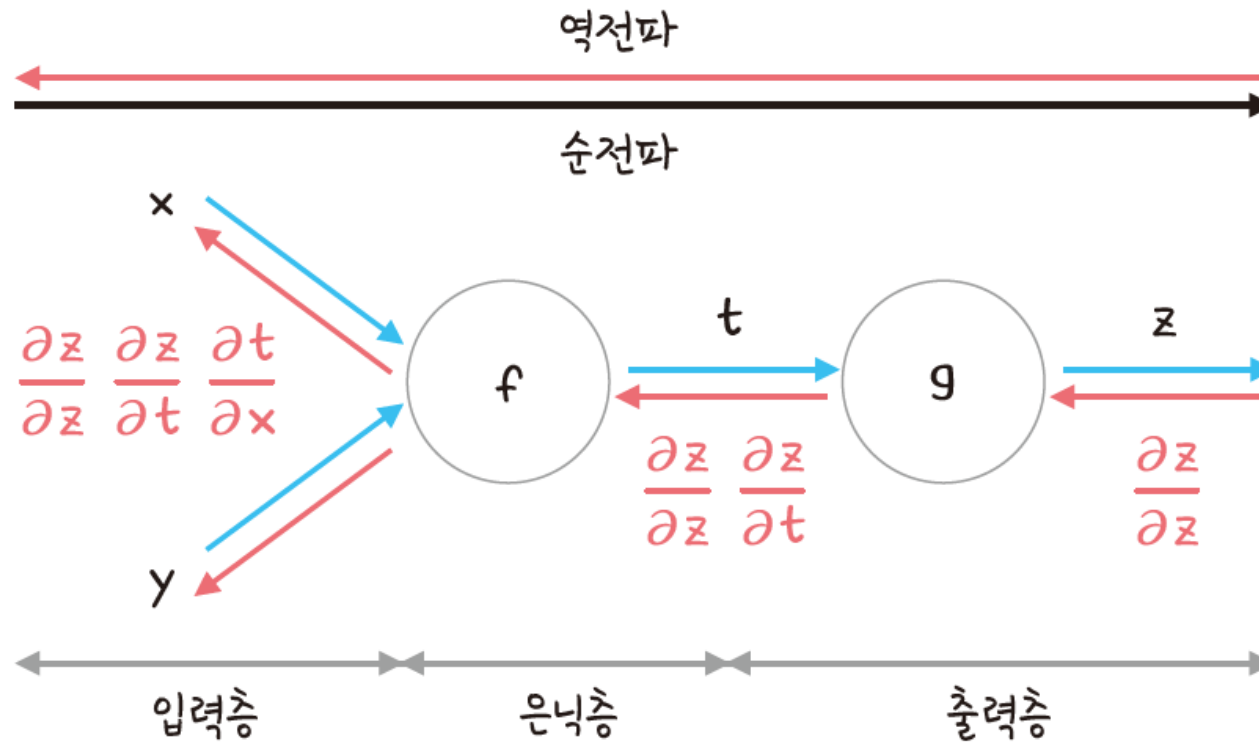 역전파
순전파
x
t
z
∂z/∂z ∂z/∂t ∂t/∂x
f
g
∂z/∂z ∂z/∂t
∂z/∂z
y
입력층 은닉층 출력층